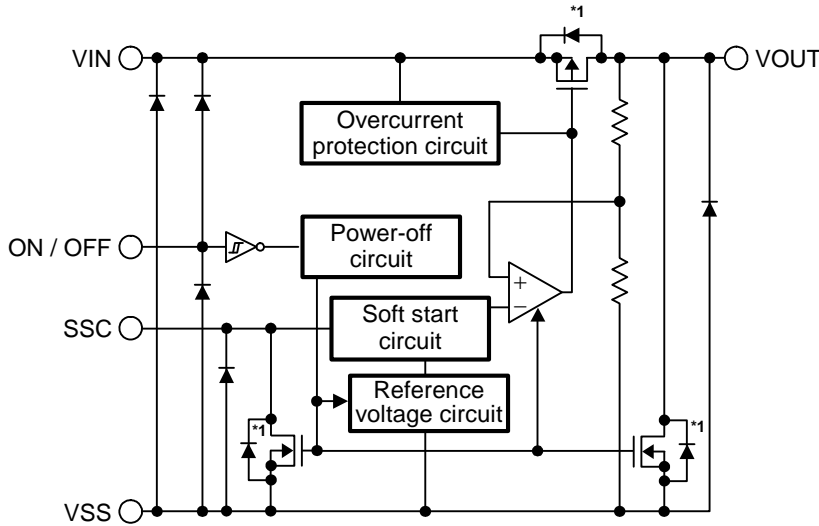 *1
VIN
VOUT
Overcurrent
protection circuit
ON / OFF
Power-off
circuit
+
−
SSC
Soft start
circuit
Reference
voltage circuit
*1
*1
VSS